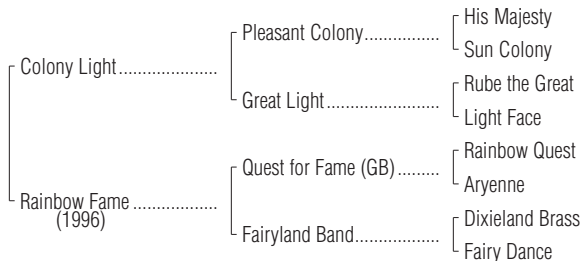 His Majesty
Pleasant Colony
Sun Colony
Colony Light
Rube the Great
Great Light
Light Face
Rainbow Quest
Quest for Fame (GB)
Aryenne
Rainbow Fame
(1996)
Dixieland Brass
Fairyland Band
Fairy Dance